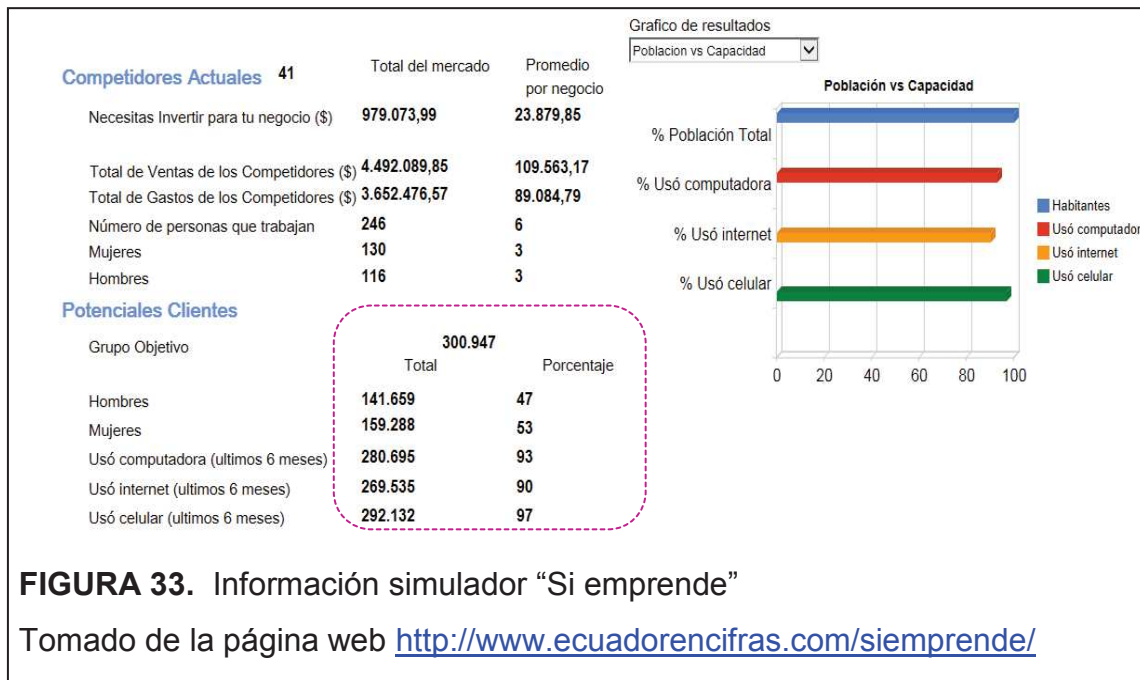 Grafico de resultados
Poblacion vs Capacidad
Competidores Actuales 41 Total del mercado Promedio por negocio
Necesitas Invertir para tu negocio ($) 979.073,99 23.879,85
Total de Ventas de los Competidores ($) 4.492.089,85 109.563,17
Total de Gastos de los Competidores ($) 3.652.476,57 89.084,79
Número de personas que trabajan 246 6
Mujeres 130 3
Hombres 116 3
Potenciales Clientes
Grupo Objetivo 300.947
Total Porcentaje
Hombres 141.659 47
Mujeres 159.288 53
Usó computadora (ultimos 6 meses) 280.695 93
Usó internet (ultimos 6 meses) 269.535 90
Usó celular (ultimos 6 meses) 292.132 97
Población vs Capacidad
% Población Total
% Usó computadora
% Usó internet
% Usó celular
0 20 40 60 80 100
Habitantes
Usó computador
Usó internet
Usó celular
FIGURA 33. Información simulador “Si emprende”
Tomado de la página web http://www.ecuadorencifras.com/siemprende/